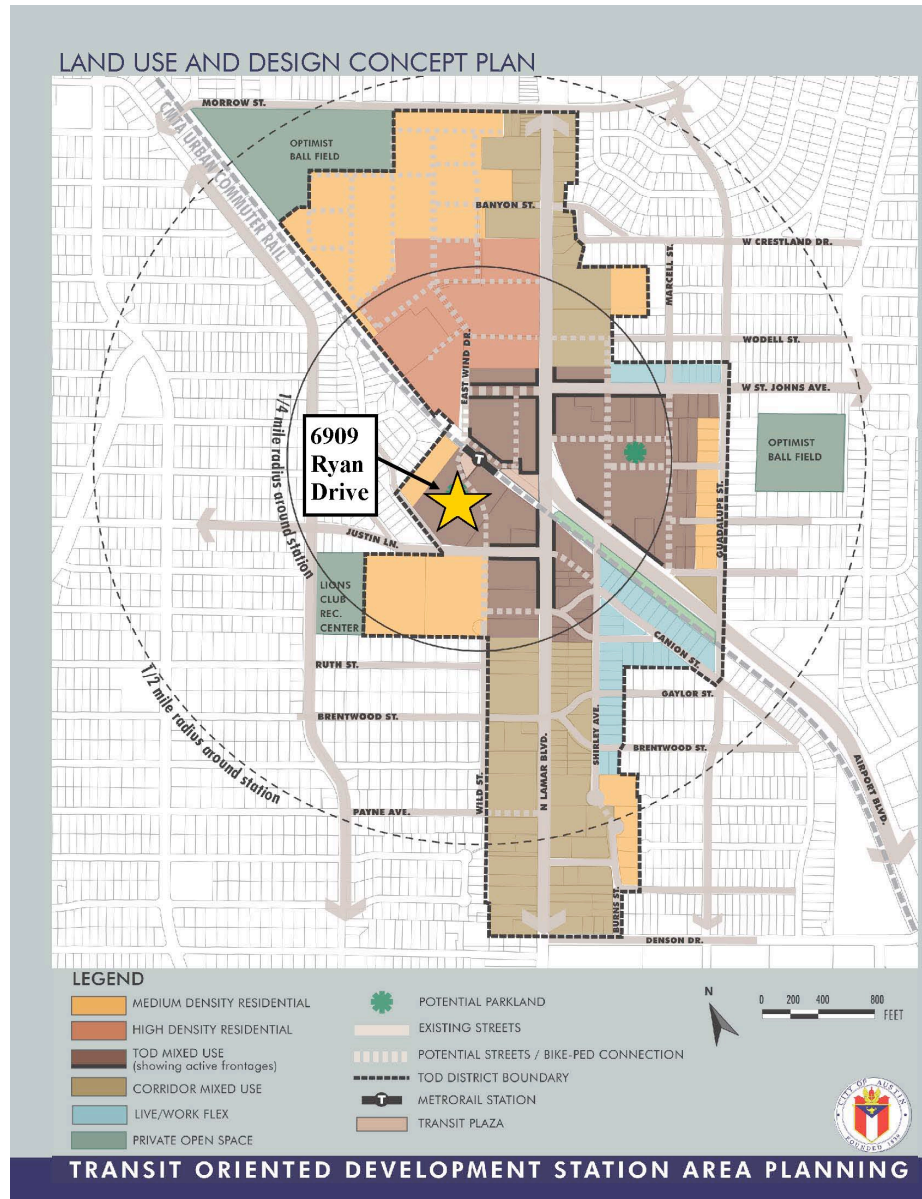 LAND USE AND DESIGN CONCEPT PLAN
MORROW ST.
CMTA URBAN COMMUTER RAIL
OPTIMIST
BALL FIELD
BANYON ST.
W CRESTLAND DR.
MARCELL ST.
WODELL ST.
EAST WIND DR.
W ST. JOHNS AVE.
1/4 mile radius around station
6909
Ryan
Drive
T
OPTIMIST
BALL FIELD
GUADALUPE ST.
JUSTIN LN.
LIONS
CLUB
REC.
CENTER
CANION ST.
RUTH ST.
GAYLOR ST.
1/2 mile radius around station
BRENTWOOD ST.
SHIRLEY AVE.
BRENTWOOD ST.
N LAMAR BLVD.
AIRPORT BLVD.
WILD ST.
PAYNE AVE.
BURNS ST.
DENSON DR.
LEGEND
MEDIUM DENSITY RESIDENTIAL
HIGH DENSITY RESIDENTIAL
TOD MIXED USE
(showing active frontages)
CORRIDOR MIXED USE
LIVE/WORK FLEX
PRIVATE OPEN SPACE
POTENTIAL PARKLAND
EXISTING STREETS
POTENTIAL STREETS / BIKE-PED CONNECTION
TOD DISTRICT BOUNDARY
T
METRORAIL STATION
TRANSIT PLAZA
N
0 200 400 800
FEET
CITY OF AUSTIN
FOUNDED 1839
TRANSIT ORIENTED DEVELOPMENT STATION AREA PLANNING